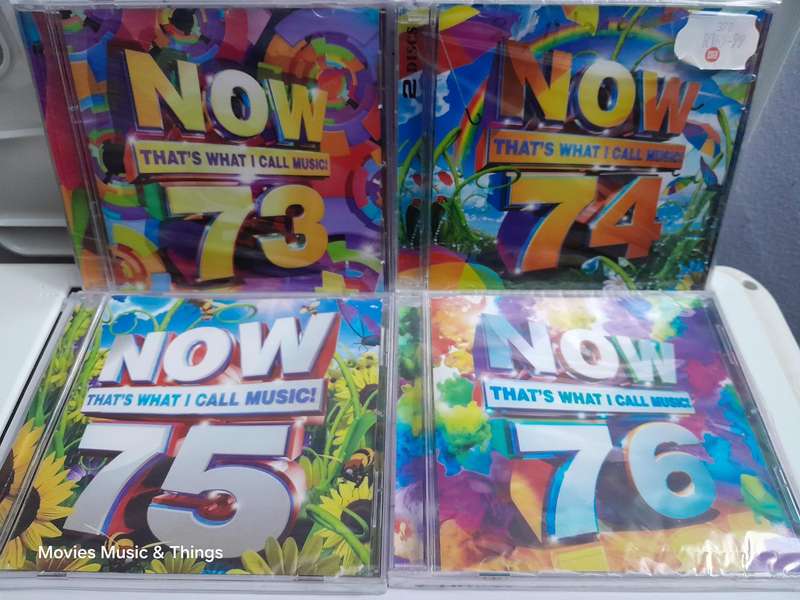 NOW
THAT'S WHAT I CALL MUSIC!
73
2 DISCS
NOW
THAT'S WHAT I CALL MUSIC!
74
NOW
THAT'S WHAT I CALL MUSIC!
75
NOW
THAT'S WHAT I CALL MUSIC!
76
Movies Music & Things